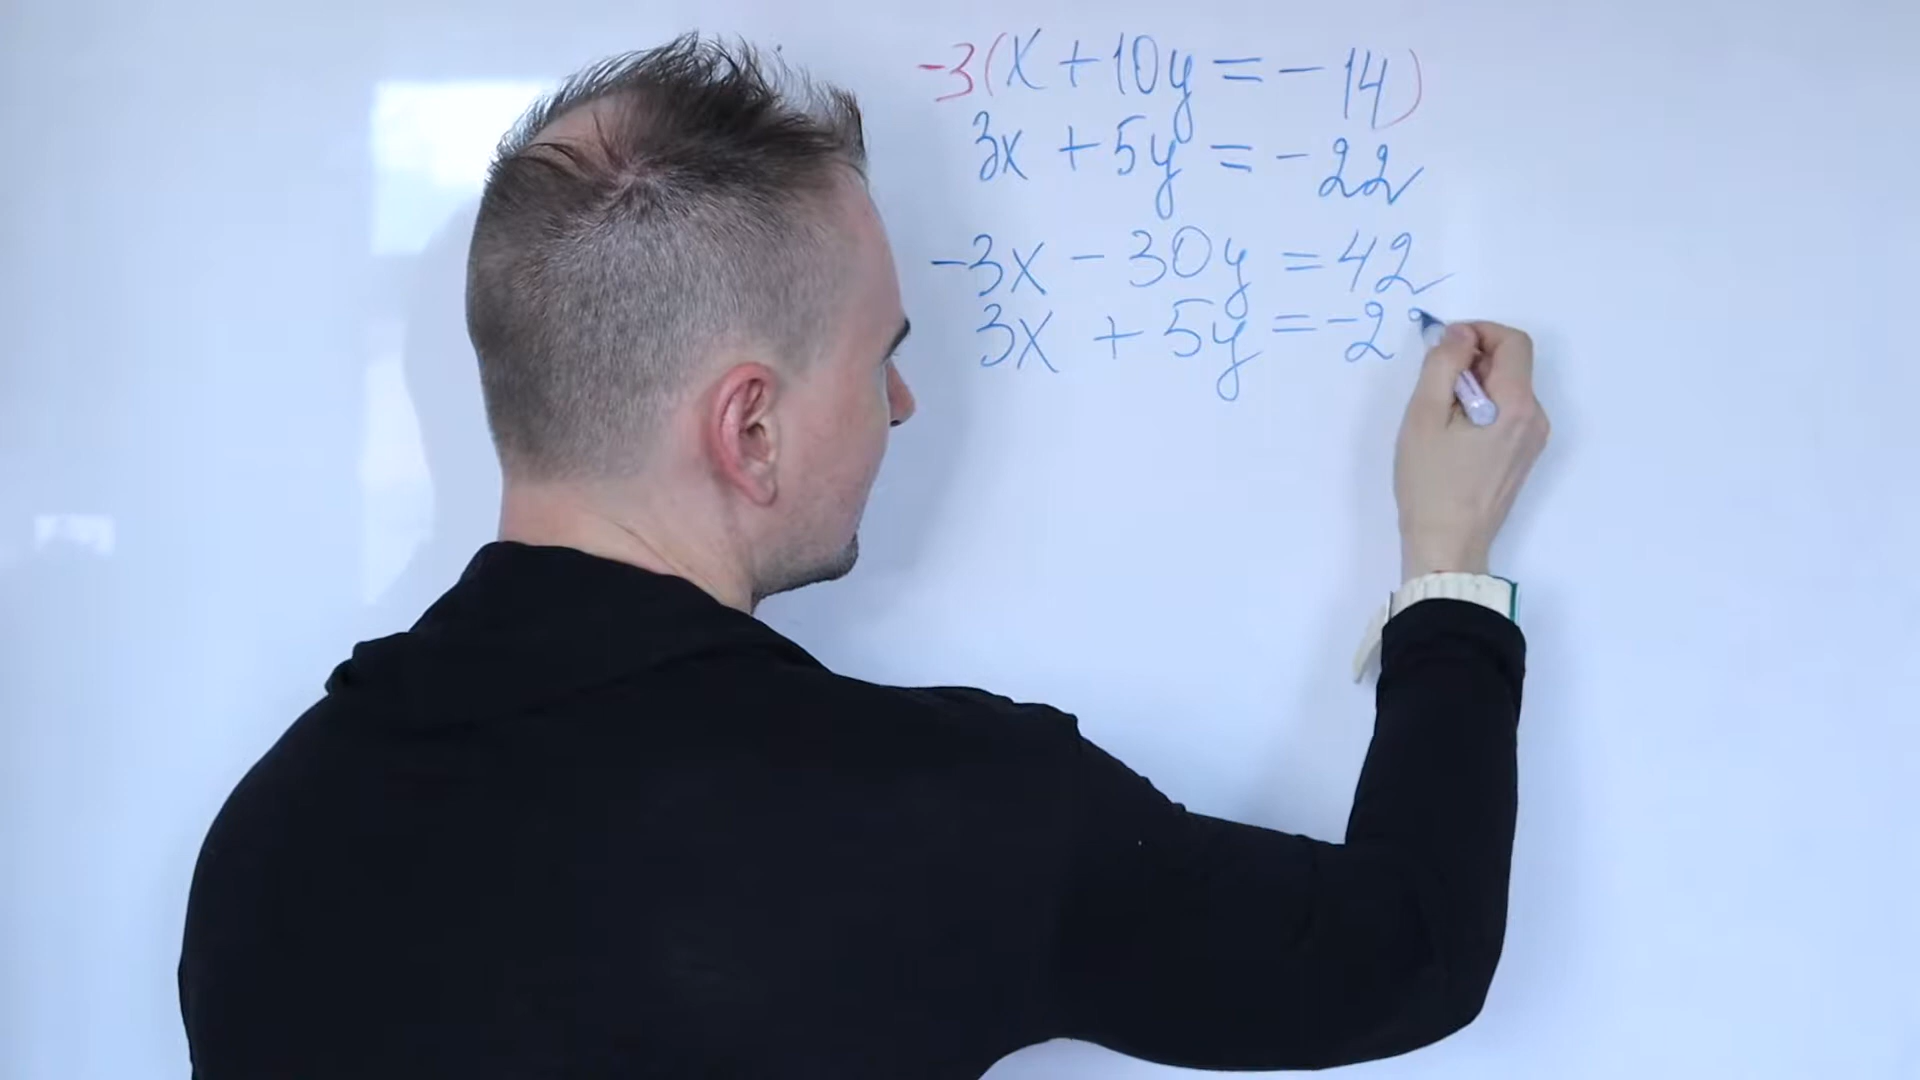 -3(x + 10y = -14)
3x + 5y = -22
-3x - 30y = 42
3x + 5y = -2